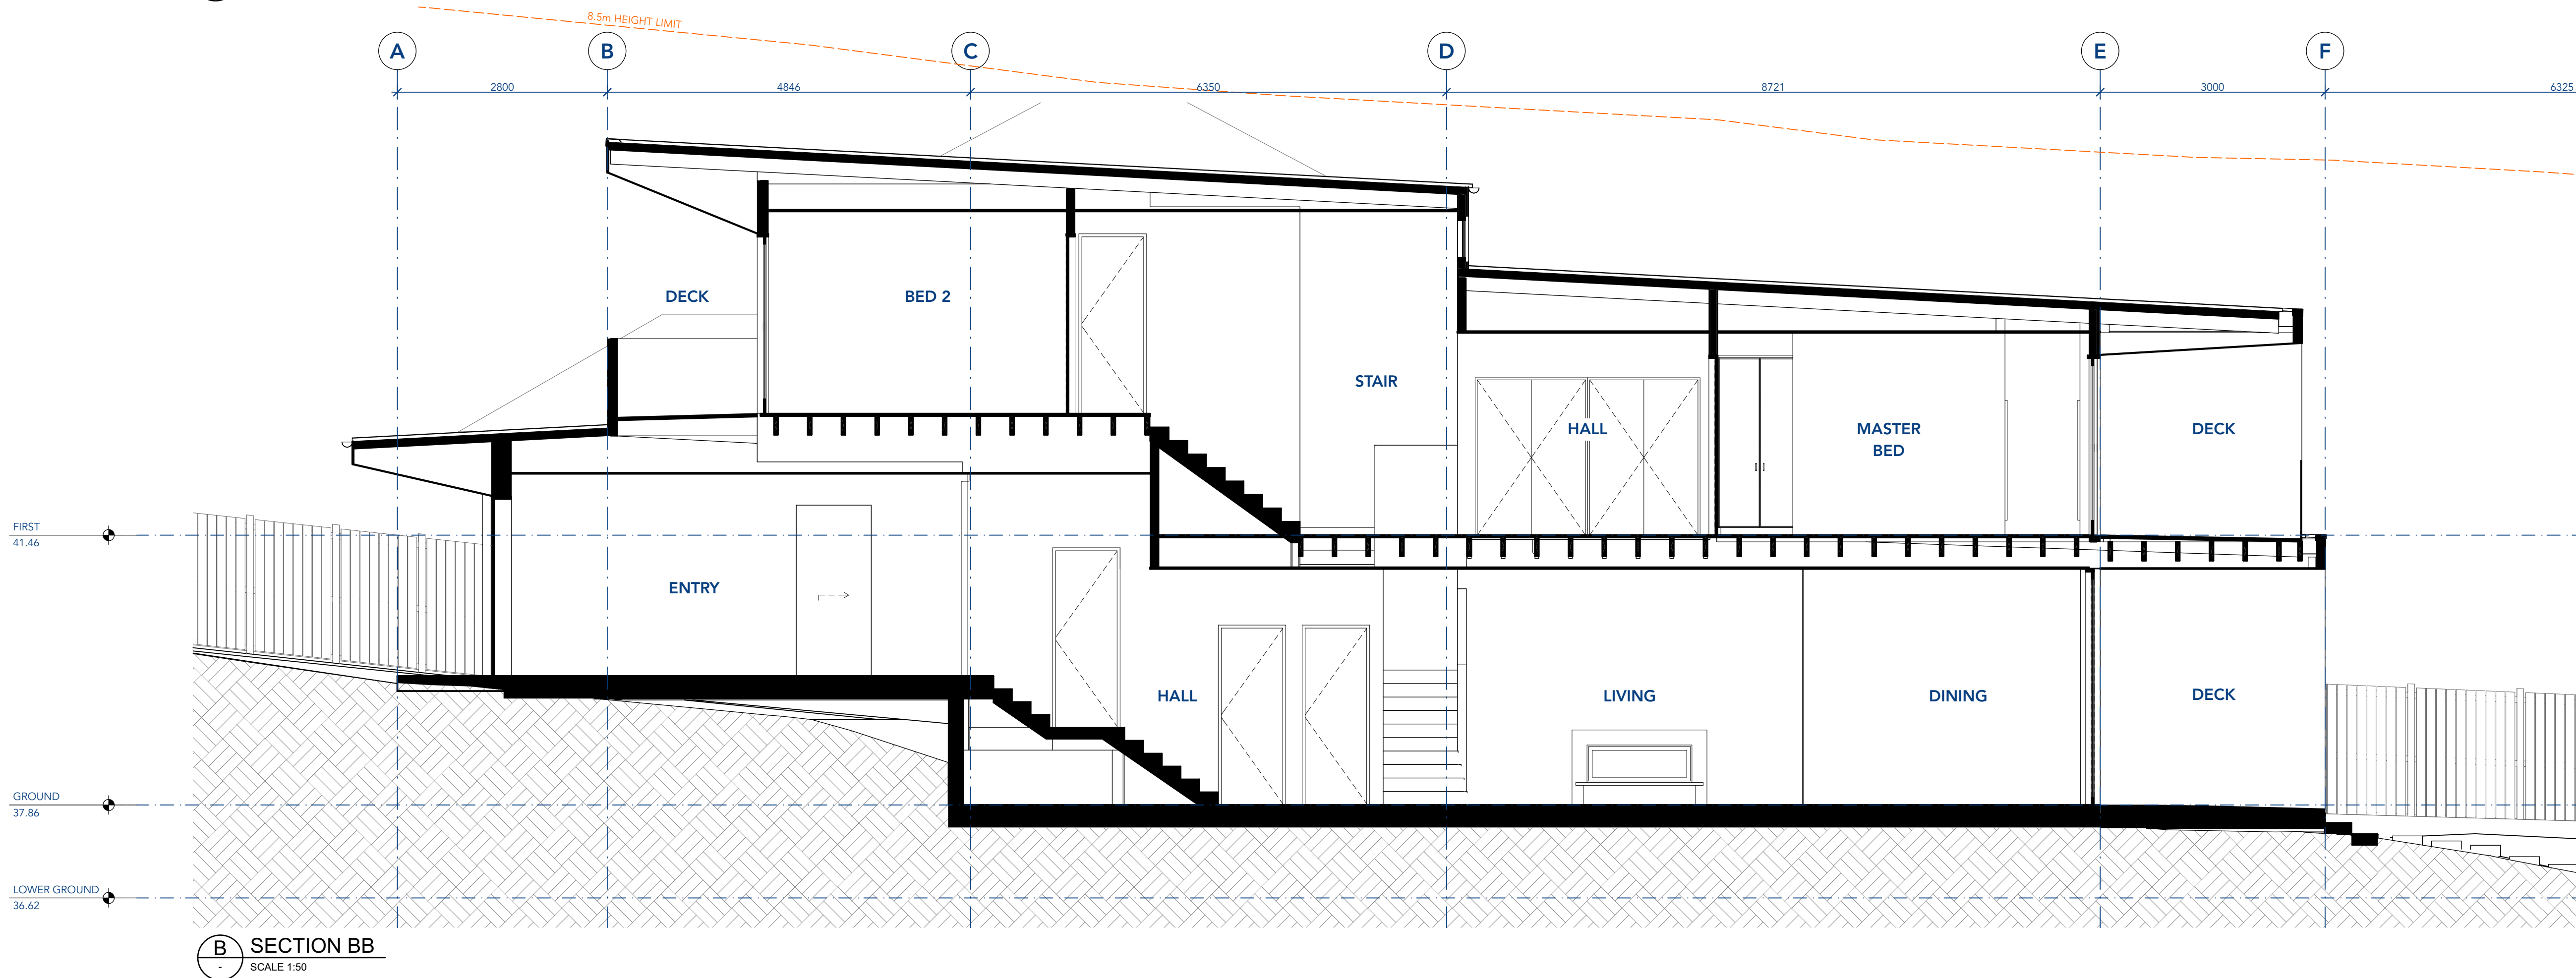 8.5m HEIGHT LIMIT
A
B
C
D
E
F
2800
4846
6350
8721
3000
6325
DECK
BED 2
STAIR
HALL
MASTER
BED
DECK
FIRST
41.46
ENTRY
HALL
LIVING
DINING
DECK
GROUND
37.86
LOWER GROUND
36.62
B
-
SECTION BB
SCALE 1:50